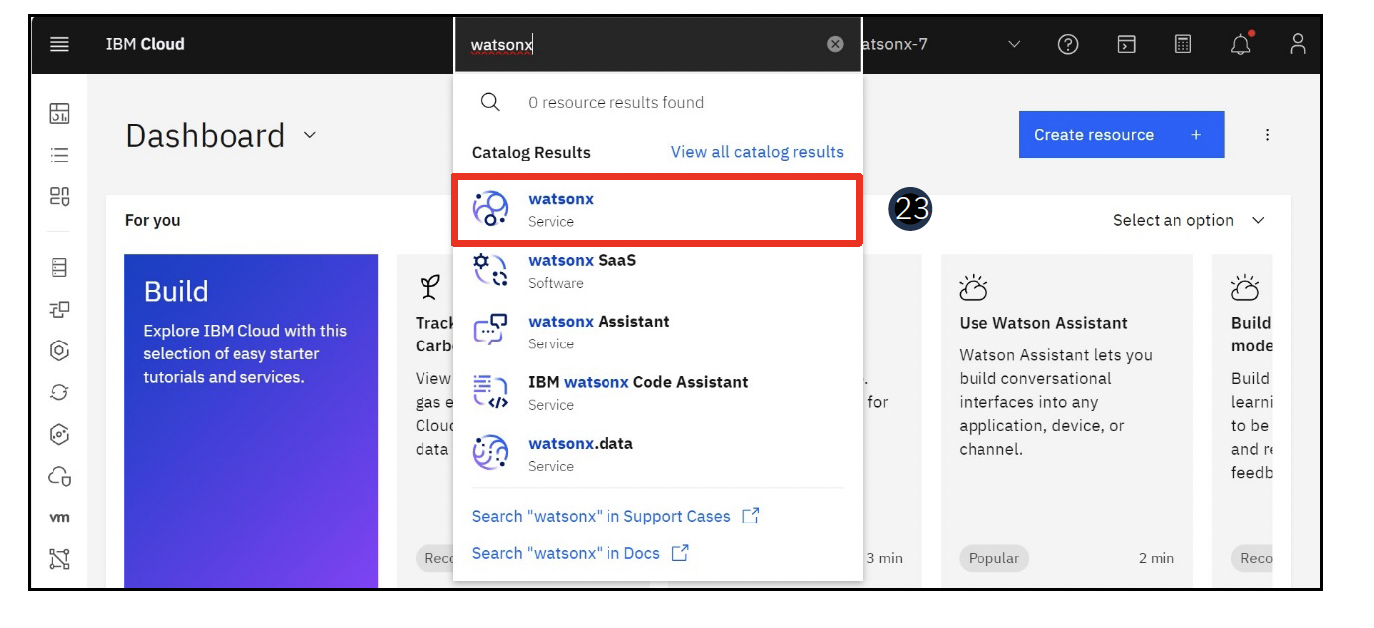 IBM Cloud
watsonx
atsonx-7
0 resource results found
Catalog Results
View all catalog results
watsonx
Service
watsonx SaaS
Software
watsonx Assistant
Service
IBM watsonx Code Assistant
Service
watsonx.data
Service
Search "watsonx" in Support Cases
Search "watsonx" in Docs
23
Dashboard
Create resource +
For you
Select an option
Build
Explore IBM Cloud with this
selection of easy starter
tutorials and services.
Track
Carb
View
gas e
Clou
data
Reco
.
for
3 min
Use Watson Assistant
Watson Assistant lets you
build conversational
interfaces into any
application, device, or
channel.
Popular
2 min
Build
mode
Build
learni
to be
and re
feedb
Reco
vm